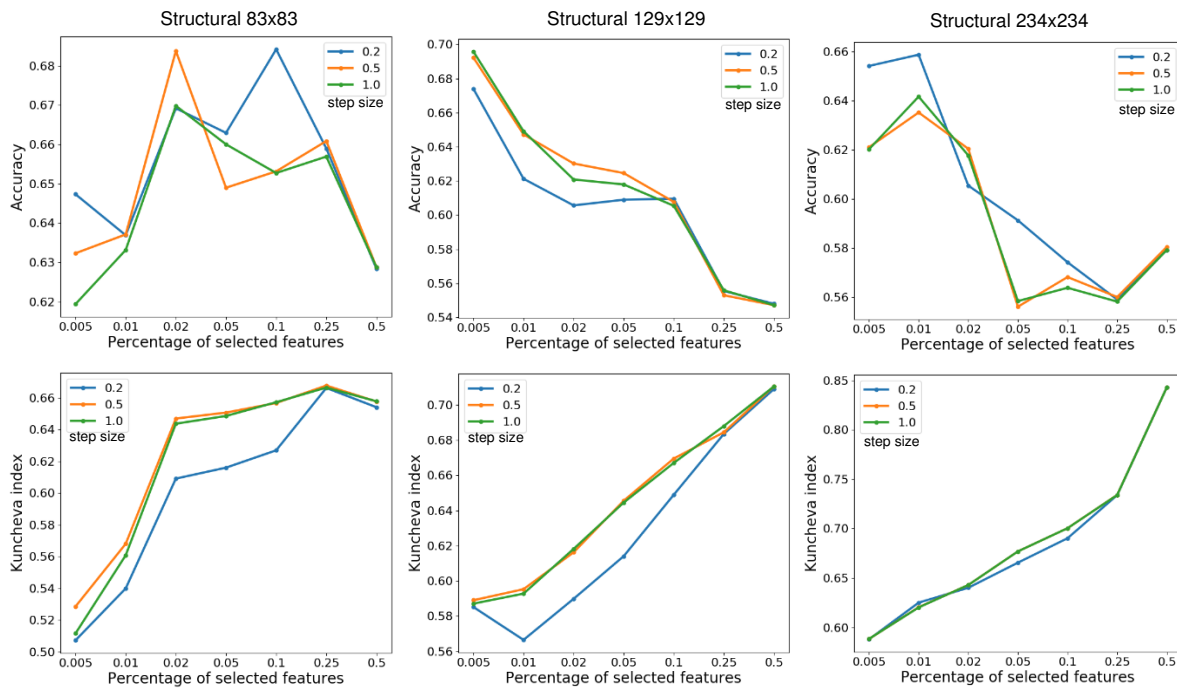 Structural 83x83
Structural 129x129
Structural 234x234
Accuracy
0.68
0.67
0.66
0.65
0.64
0.63
0.62
0.2
0.5
1.0
step size
0.005 0.01 0.02 0.05 0.1 0.25 0.5
Percentage of selected features
Accuracy
0.70
0.68
0.66
0.64
0.62
0.60
0.58
0.56
0.54
0.2
0.5
1.0
step size
0.005 0.01 0.02 0.05 0.1 0.25 0.5
Percentage of selected features
Accuracy
0.66
0.64
0.62
0.60
0.58
0.56
0.2
0.5
1.0
step size
0.005 0.01 0.02 0.05 0.1 0.25 0.5
Percentage of selected features
Kuncheva index
0.66
0.64
0.62
0.60
0.58
0.56
0.54
0.52
0.50
0.2
0.5
1.0
step size
0.005 0.01 0.02 0.05 0.1 0.25 0.5
Percentage of selected features
Kuncheva index
0.70
0.68
0.66
0.64
0.62
0.60
0.58
0.56
0.2
0.5
1.0
step size
0.005 0.01 0.02 0.05 0.1 0.25 0.5
Percentage of selected features
Kuncheva index
0.85
0.80
0.75
0.70
0.65
0.60
0.2
0.5
1.0
step size
0.005 0.01 0.02 0.05 0.1 0.25 0.5
Percentage of selected features